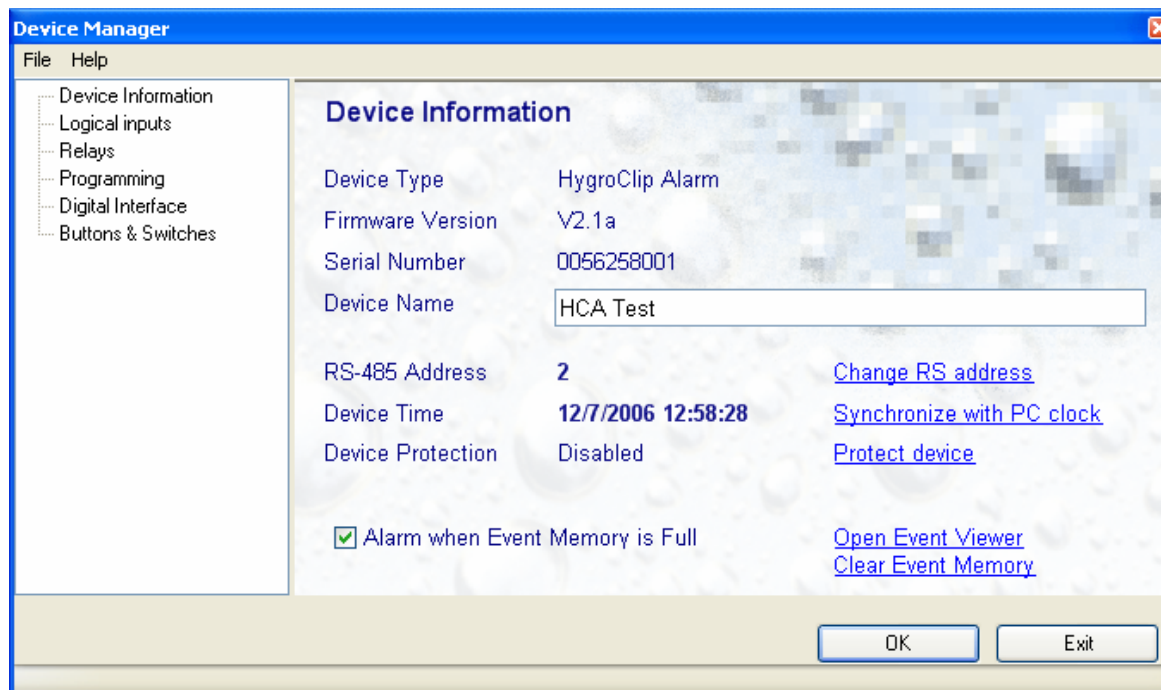 Device Manager
File Help
Device Information
Logical inputs
Relays
Programming
Digital Interface
Buttons & Switches
Device Information
Device Type HygroClip Alarm
Firmware Version V2.1a
Serial Number 0056258001
Device Name HCA Test
RS-485 Address 2 Change RS address
Device Time 12/7/2006 12:58:28 Synchronize with PC clock
Device Protection Disabled Protect device
Alarm when Event Memory is Full Open Event Viewer
Clear Event Memory
OK Exit